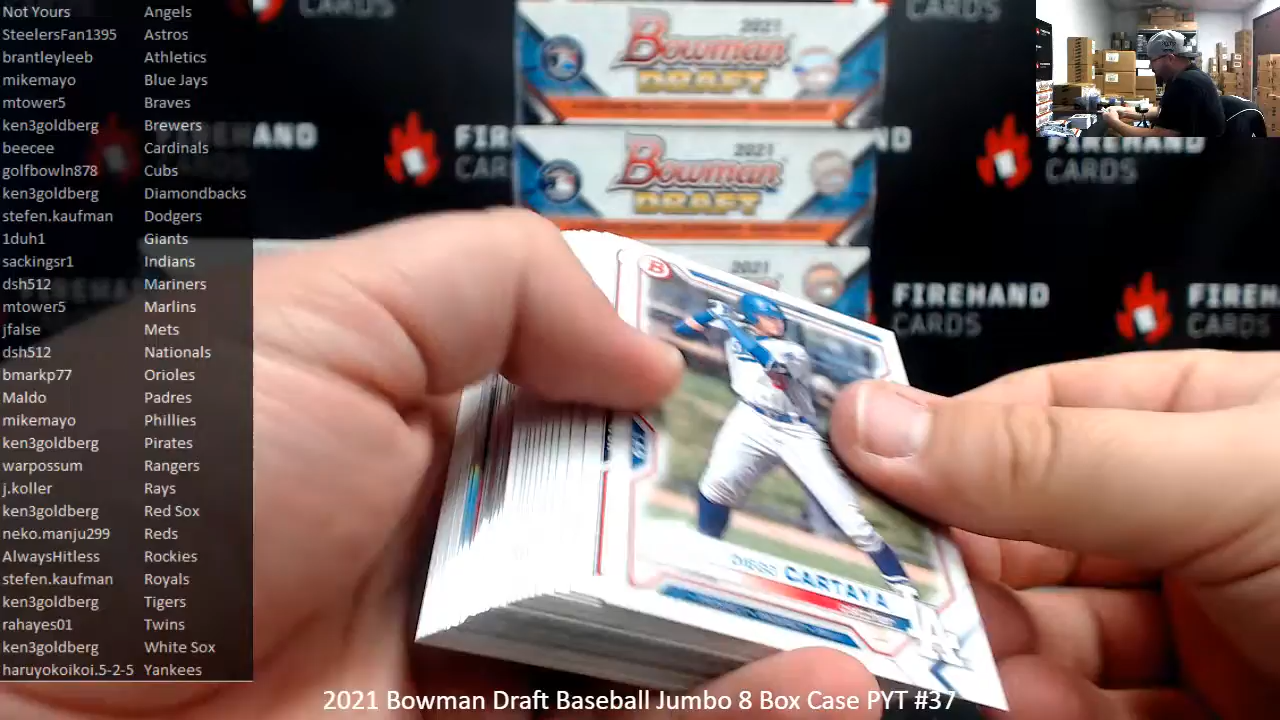 Not Yours Angels
SteelersFan1395 Astros
brantleyleeb Athletics
mikemayo Blue Jays
mtower5 Braves
ken3goldberg Brewers
beecee Cardinals
golfbowln878 Cubs
ken3goldberg Diamondbacks
stefen.kaufman Dodgers
1duh1 Giants
sackingsr1 Indians
dsh512 Mariners
mtower5 Marlins
jfalse Mets
dsh512 Nationals
bmarkp77 Orioles
Maldo Padres
mikemayo Phillies
ken3goldberg Pirates
warpossum Rangers
j.koller Rays
ken3goldberg Red Sox
neko.manju299 Reds
AlwaysHitless Rockies
stefen.kaufman Royals
ken3goldberg Tigers
rahayes01 Twins
ken3goldberg White Sox
haruyokoikoi.5-2-5 Yankees
CARDS
CARDS
2021
Bowman
DRAFT
2021
Bowman
DRAFT
2021
FIREHAND
CARDS
FIREHAND
CARDS
B
DIEGO CARTAYA
LA
2021 Bowman Draft Baseball Jumbo 8 Box Case PYT #37